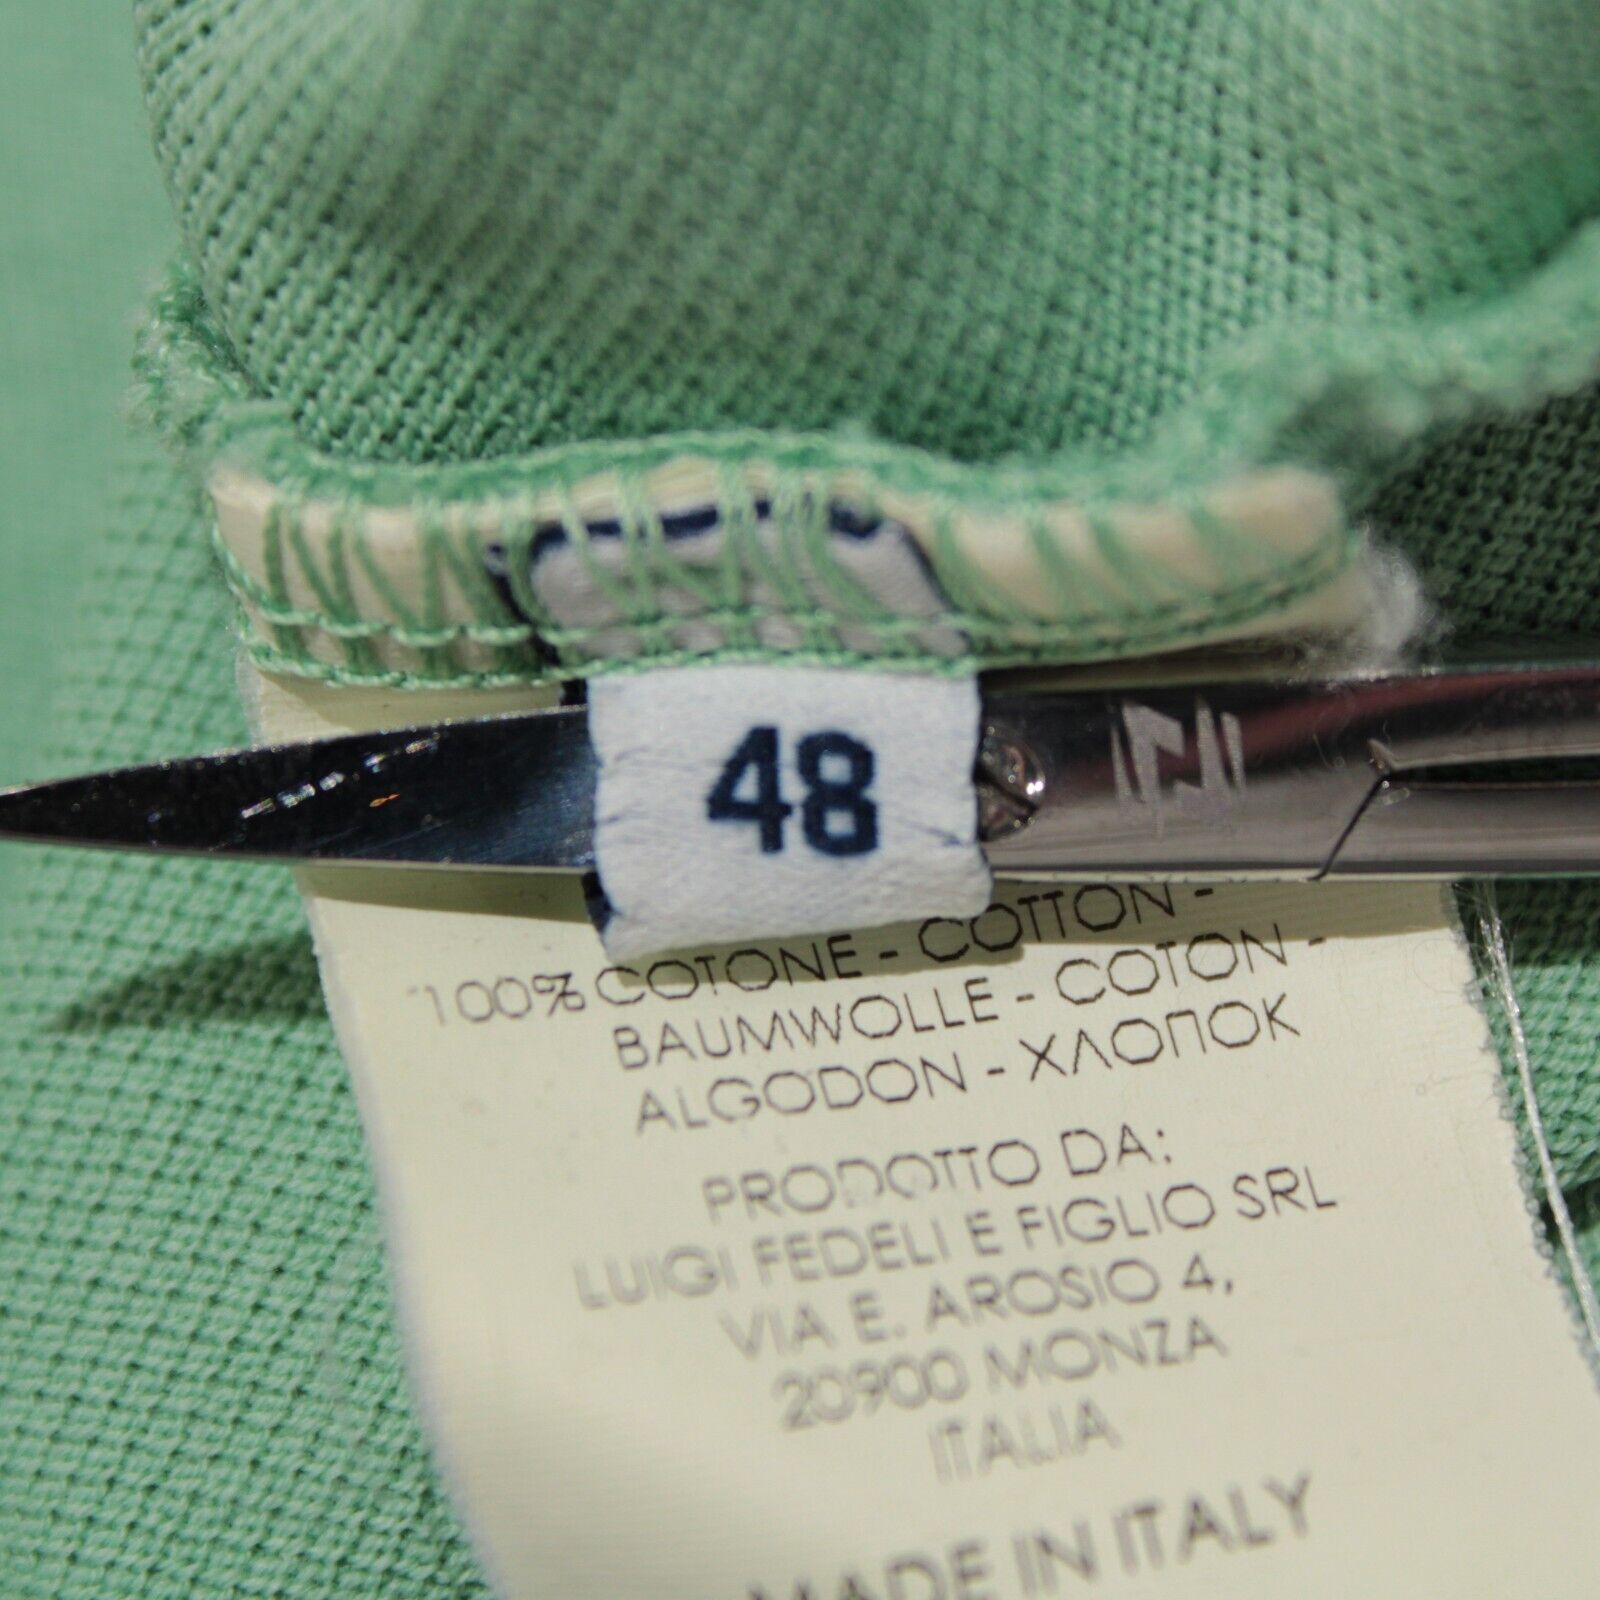 48
100% COTONE - COTTON -
BAUMWOLLE - COTON -
ALGODON - ХЛОПОК
PRODOTTO DA:
LUIGI FEDELI E FIGLIO SRL
VIA E. AROSIO 4,
20900 MONZA
ITALIA
MADE IN ITALY